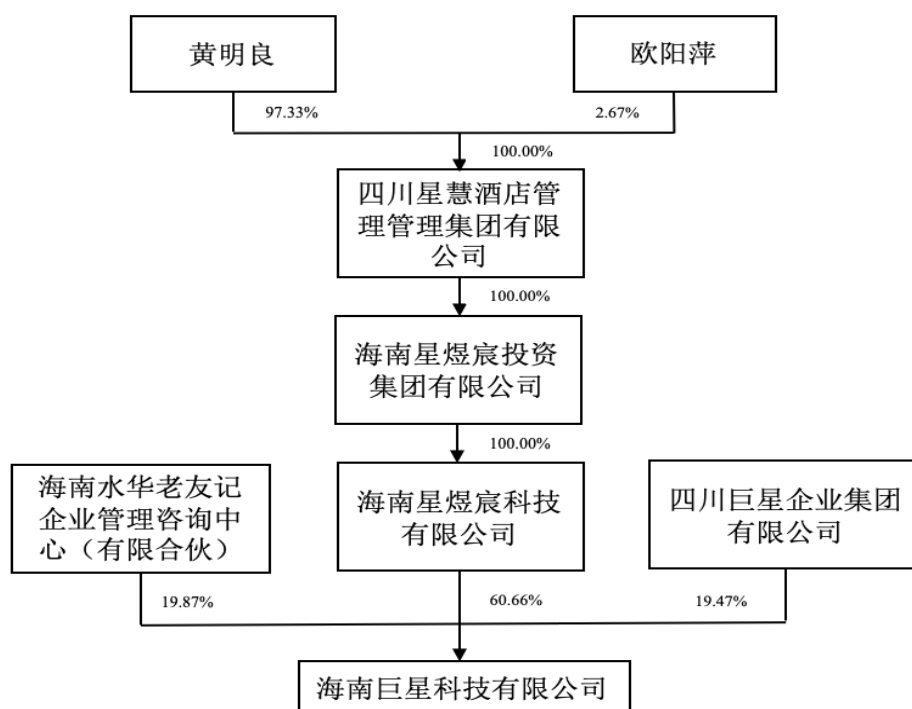 黄明良
欧阳萍
97.33%
2.67%
100.00%
四川星慧酒店管
理管理集团有限
公司
100.00%
海南星煜宸投资
集团有限公司
100.00%
海南水华老友记
企业管理咨询中
心（有限合伙）
海南星煜宸科技
有限公司
四川巨星企业集团
有限公司
19.87%
60.66%
19.47%
海南巨星科技有限公司